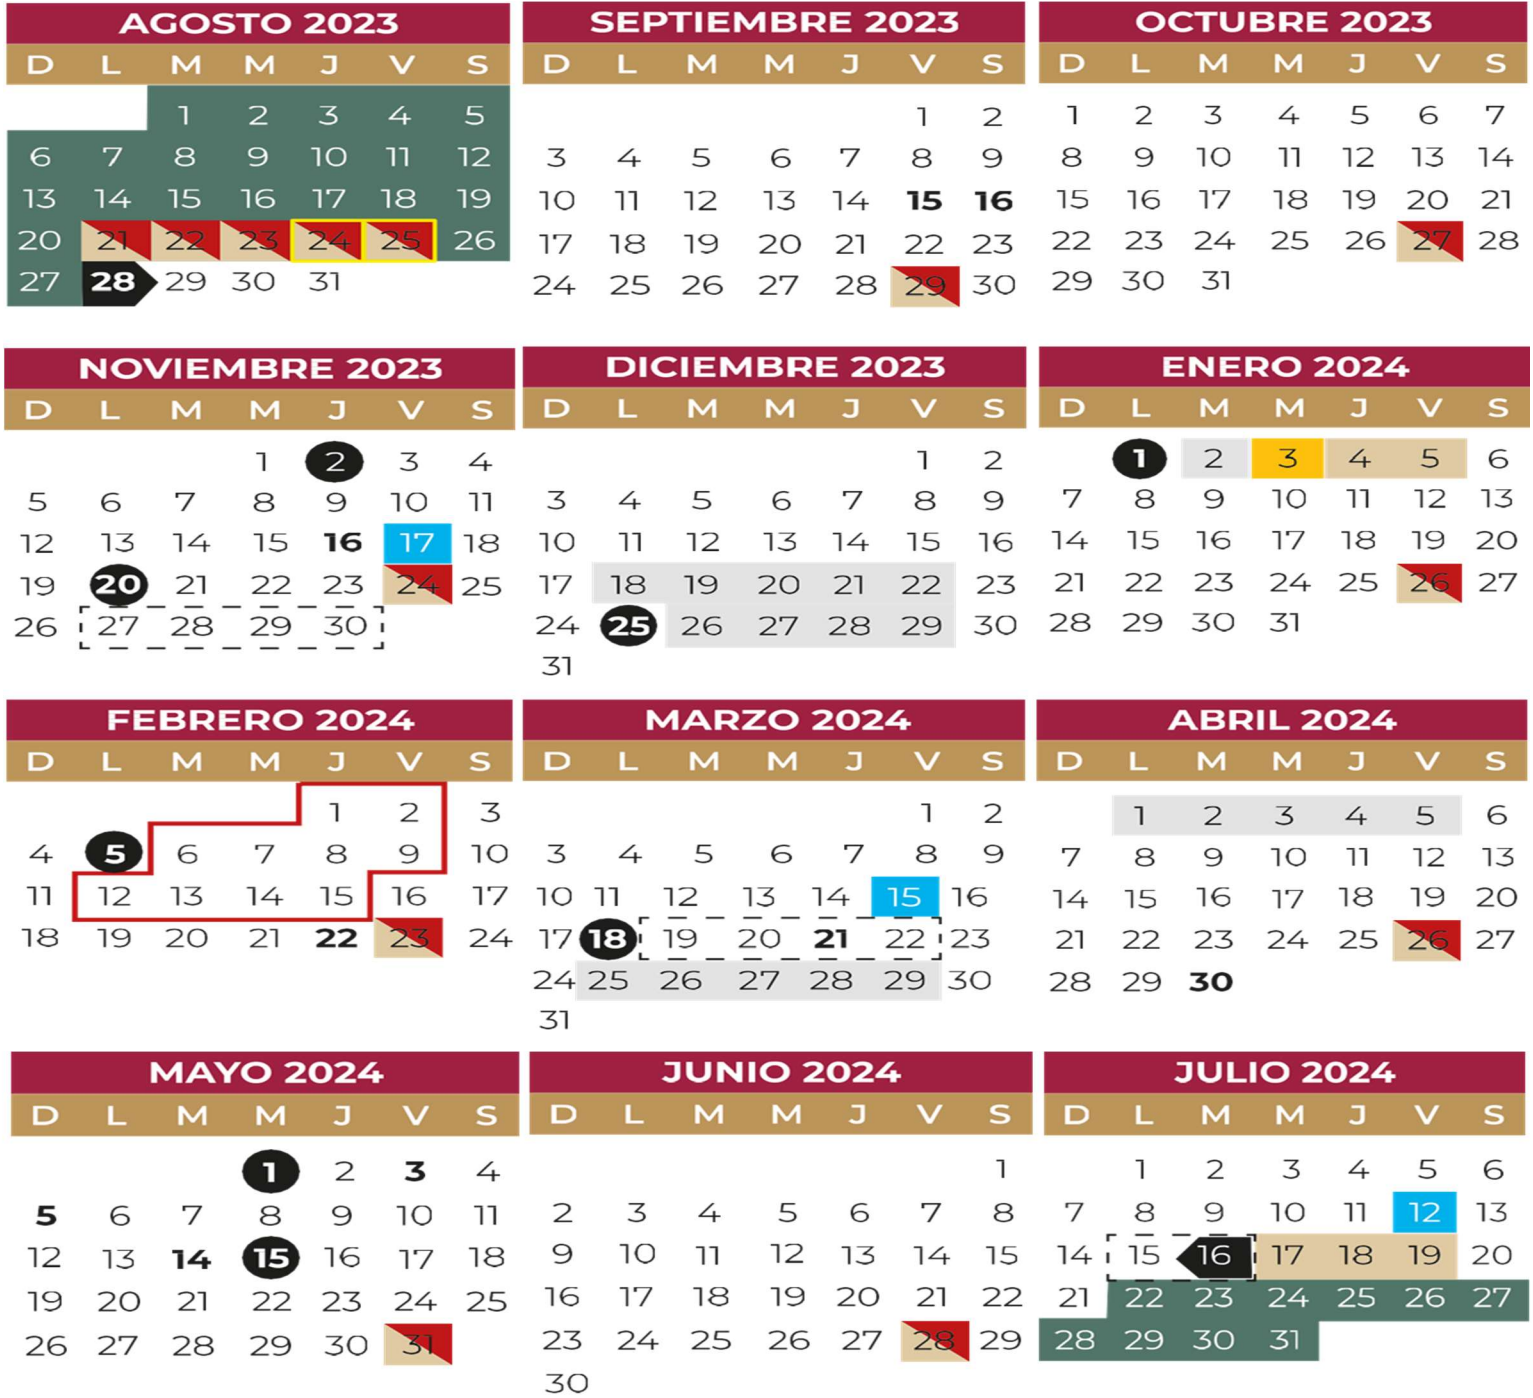 AGOSTO 2023
D L M M J V S
1 2 3 4 5
6 7 8 9 10 11 12
13 14 15 16 17 18 19
20 21 22 23 24 25 26
27 28 29 30 31
SEPTIEMBRE 2023
D L M M J V S
1 2
3 4 5 6 7 8 9
10 11 12 13 14 15 16
17 18 19 20 21 22 23
24 25 26 27 28 29 30
OCTUBRE 2023
D L M M J V S
1 2 3 4 5 6 7
8 9 10 11 12 13 14
15 16 17 18 19 20 21
22 23 24 25 26 27 28
29 30 31
NOVIEMBRE 2023
D L M M J V S
1 2 3 4
5 6 7 8 9 10 11
12 13 14 15 16 17 18
19 20 21 22 23 24 25
26 27 28 29 30
DICIEMBRE 2023
D L M M J V S
1 2
3 4 5 6 7 8 9
10 11 12 13 14 15 16
17 18 19 20 21 22 23
24 25 26 27 28 29 30
31
ENERO 2024
D L M M J V S
1 2 3 4 5 6
7 8 9 10 11 12 13
14 15 16 17 18 19 20
21 22 23 24 25 26 27
28 29 30 31
FEBRERO 2024
D L M M J V S
1 2 3
4 5 6 7 8 9 10
11 12 13 14 15 16 17
18 19 20 21 22 23 24
MARZO 2024
D L M M J V S
1 2
3 4 5 6 7 8 9
10 11 12 13 14 15 16
17 18 19 20 21 22 23
24 25 26 27 28 29 30
31
ABRIL 2024
D L M M J V S
1 2 3 4 5 6
7 8 9 10 11 12 13
14 15 16 17 18 19 20
21 22 23 24 25 26 27
28 29 30
MAYO 2024
D L M M J V S
1 2 3 4
5 6 7 8 9 10 11
12 13 14 15 16 17 18
19 20 21 22 23 24 25
26 27 28 29 30 31
JUNIO 2024
D L M M J V S
1
2 3 4 5 6 7 8
9 10 11 12 13 14 15
16 17 18 19 20 21 22
23 24 25 26 27 28 29
30
JULIO 2024
D L M M J V S
1 2 3 4 5 6
7 8 9 10 11 12 13
14 15 16 17 18 19 20
21 22 23 24 25 26 27
28 29 30 31